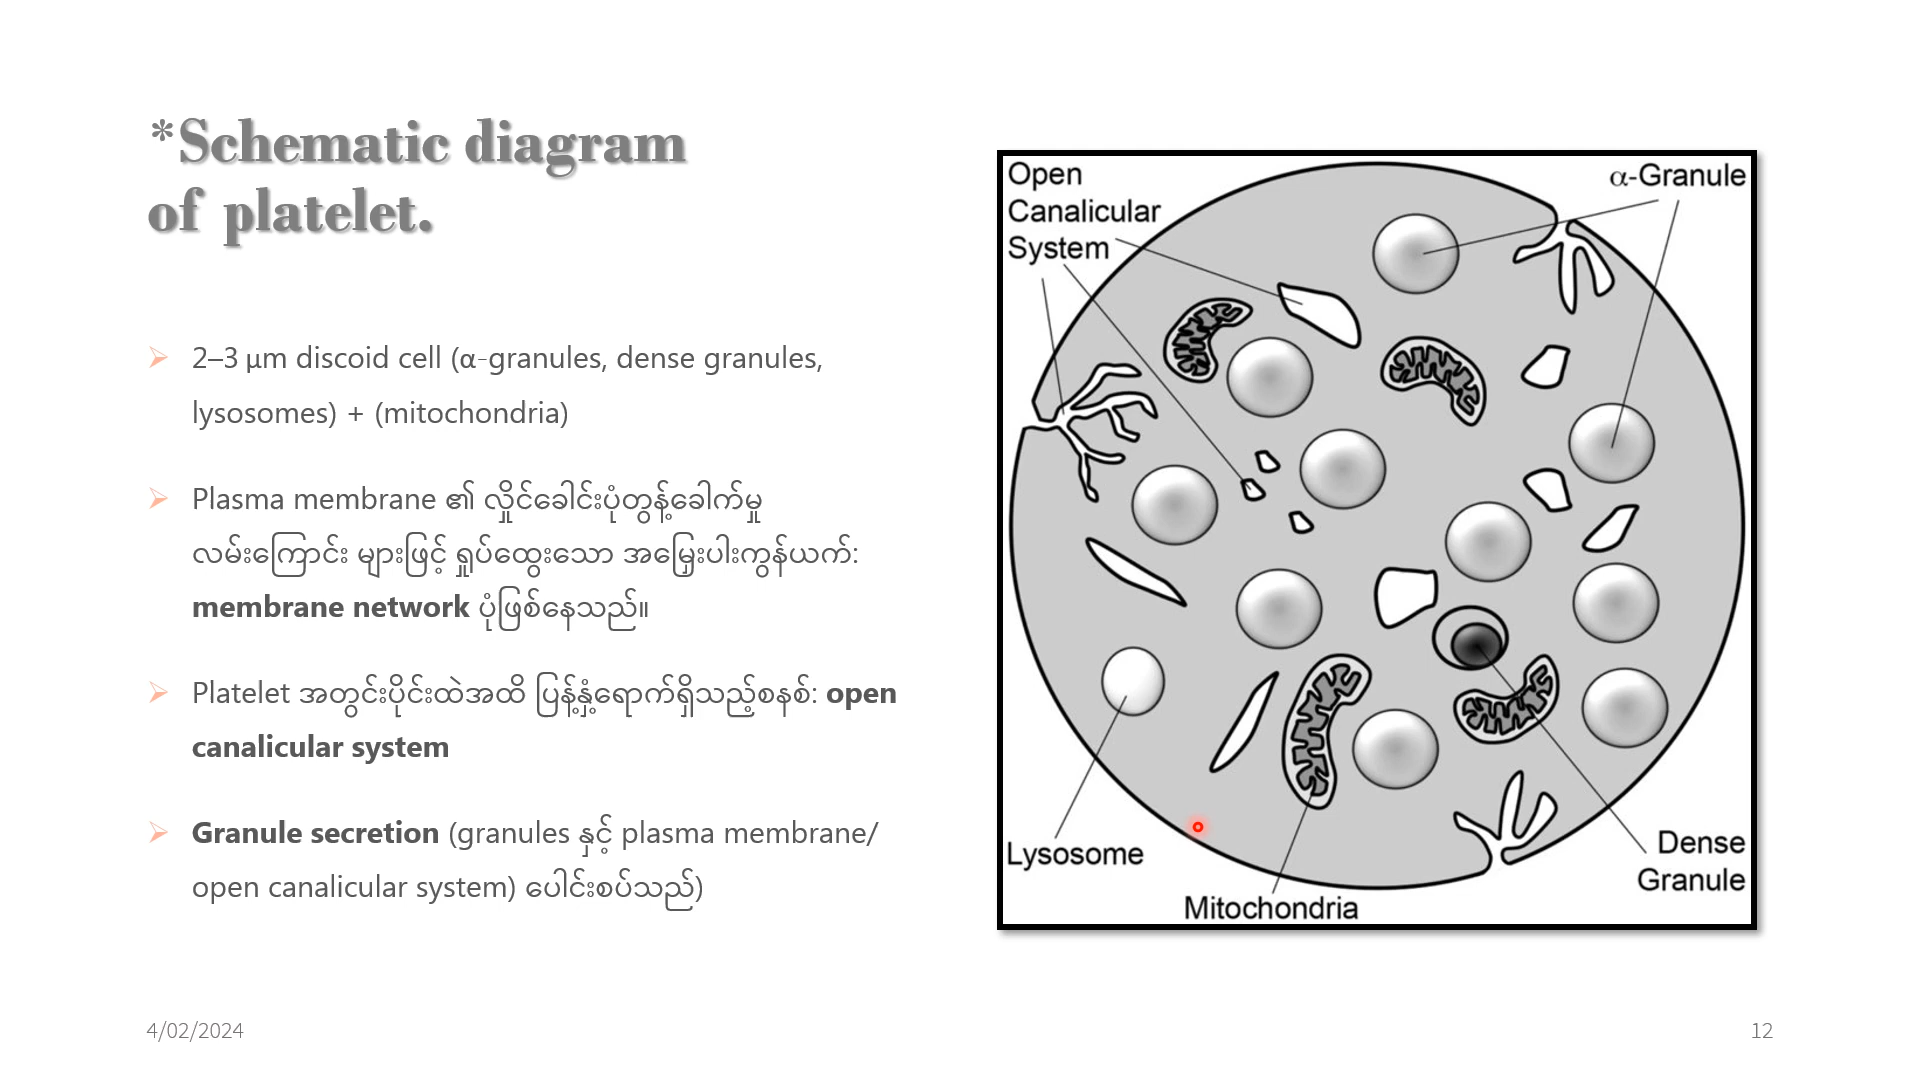 *Schematic diagram
of platelet.
2–3 µm discoid cell (α-granules, dense granules,
lysosomes) + (mitochondria)
Plasma membrane ၏ လှိုင်ခေါင်းပုံတွန့်ခေါက်မှု
လမ်းကြောင်း များဖြင့် ရှုပ်ထွေးသော အမြှေးပါးကွန်ယက်:
membrane network ပုံဖြစ်နေသည်။
Platelet အတွင်းပိုင်းထဲအထိ ပြန့်နှံ့ရောက်ရှိသည့်စနစ်: open
canalicular system
Granule secretion (granules နှင့် plasma membrane/
open canalicular system) ပေါင်းစပ်သည်)
Open
Canalicular
System
α-Granule
Lysosome
Mitochondria
Dense
Granule
4/02/2024
12